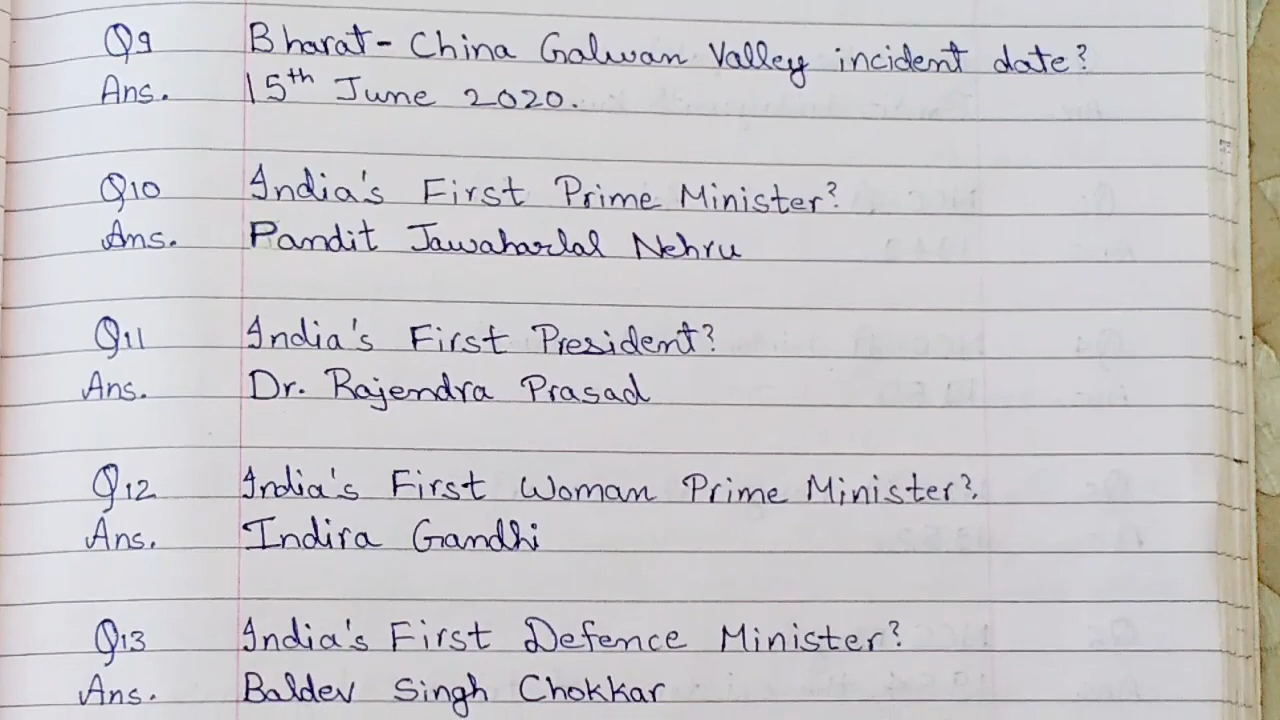 Q9 Bharat- China Galwan Valley incident date?
Ans. 15th June 2020.
Q10 India's First Prime Minister?
Ans. Pandit Jawaharlal Nehru
Q11 India's First President?
Ans. Dr. Rajendra Prasad
Q12 India's First Woman Prime Minister?
Ans. Indira Gandhi
Q13 India's First Defence Minister?
Ans. Baldev Singh Chokkar